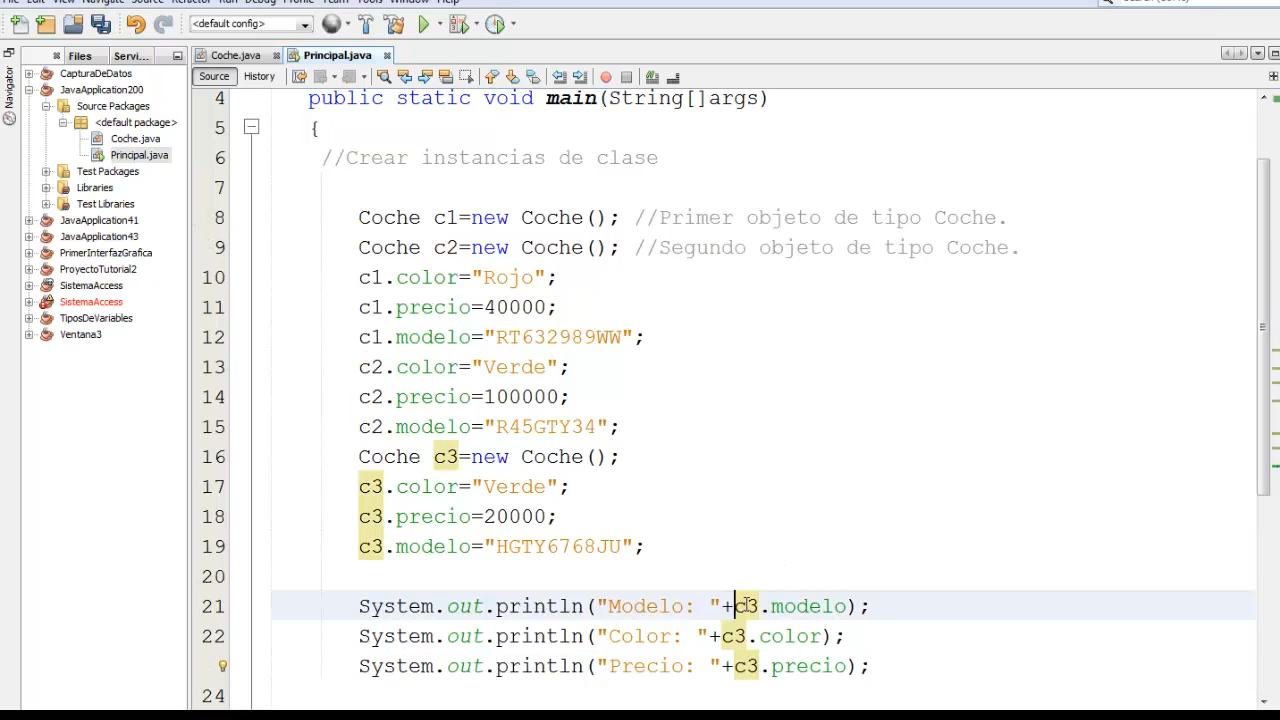 <default config>
Files
Servi...
Coche.java
Principal.java
Navigator
Source
History
CapturaDeDatos
JavaApplication200
Source Packages
<default package>
Coche.java
Principal.java
Test Packages
Libraries
Test Libraries
JavaApplication41
JavaApplication43
PrimerInterfazGrafica
ProyectoTutorial2
SistemaAccess
SistemaAccess
TiposDeVariables
Ventana3
4 public static void main(String[]args)
5 {
6 //Crear instancias de clase
7
8 Coche c1=new Coche(); //Primer objeto de tipo Coche.
9 Coche c2=new Coche(); //Segundo objeto de tipo Coche.
10 c1.color="Rojo";
11 c1.precio=40000;
12 c1.modelo="RT632989WW";
13 c2.color="Verde";
14 c2.precio=100000;
15 c2.modelo="R45GTY34";
16 Coche c3=new Coche();
17 c3.color="Verde";
18 c3.precio=20000;
19 c3.modelo="HGTY6768JU";
20
21 System.out.println("Modelo: "+c3.modelo);
22 System.out.println("Color: "+c3.color);
System.out.println("Precio: "+c3.precio);
24